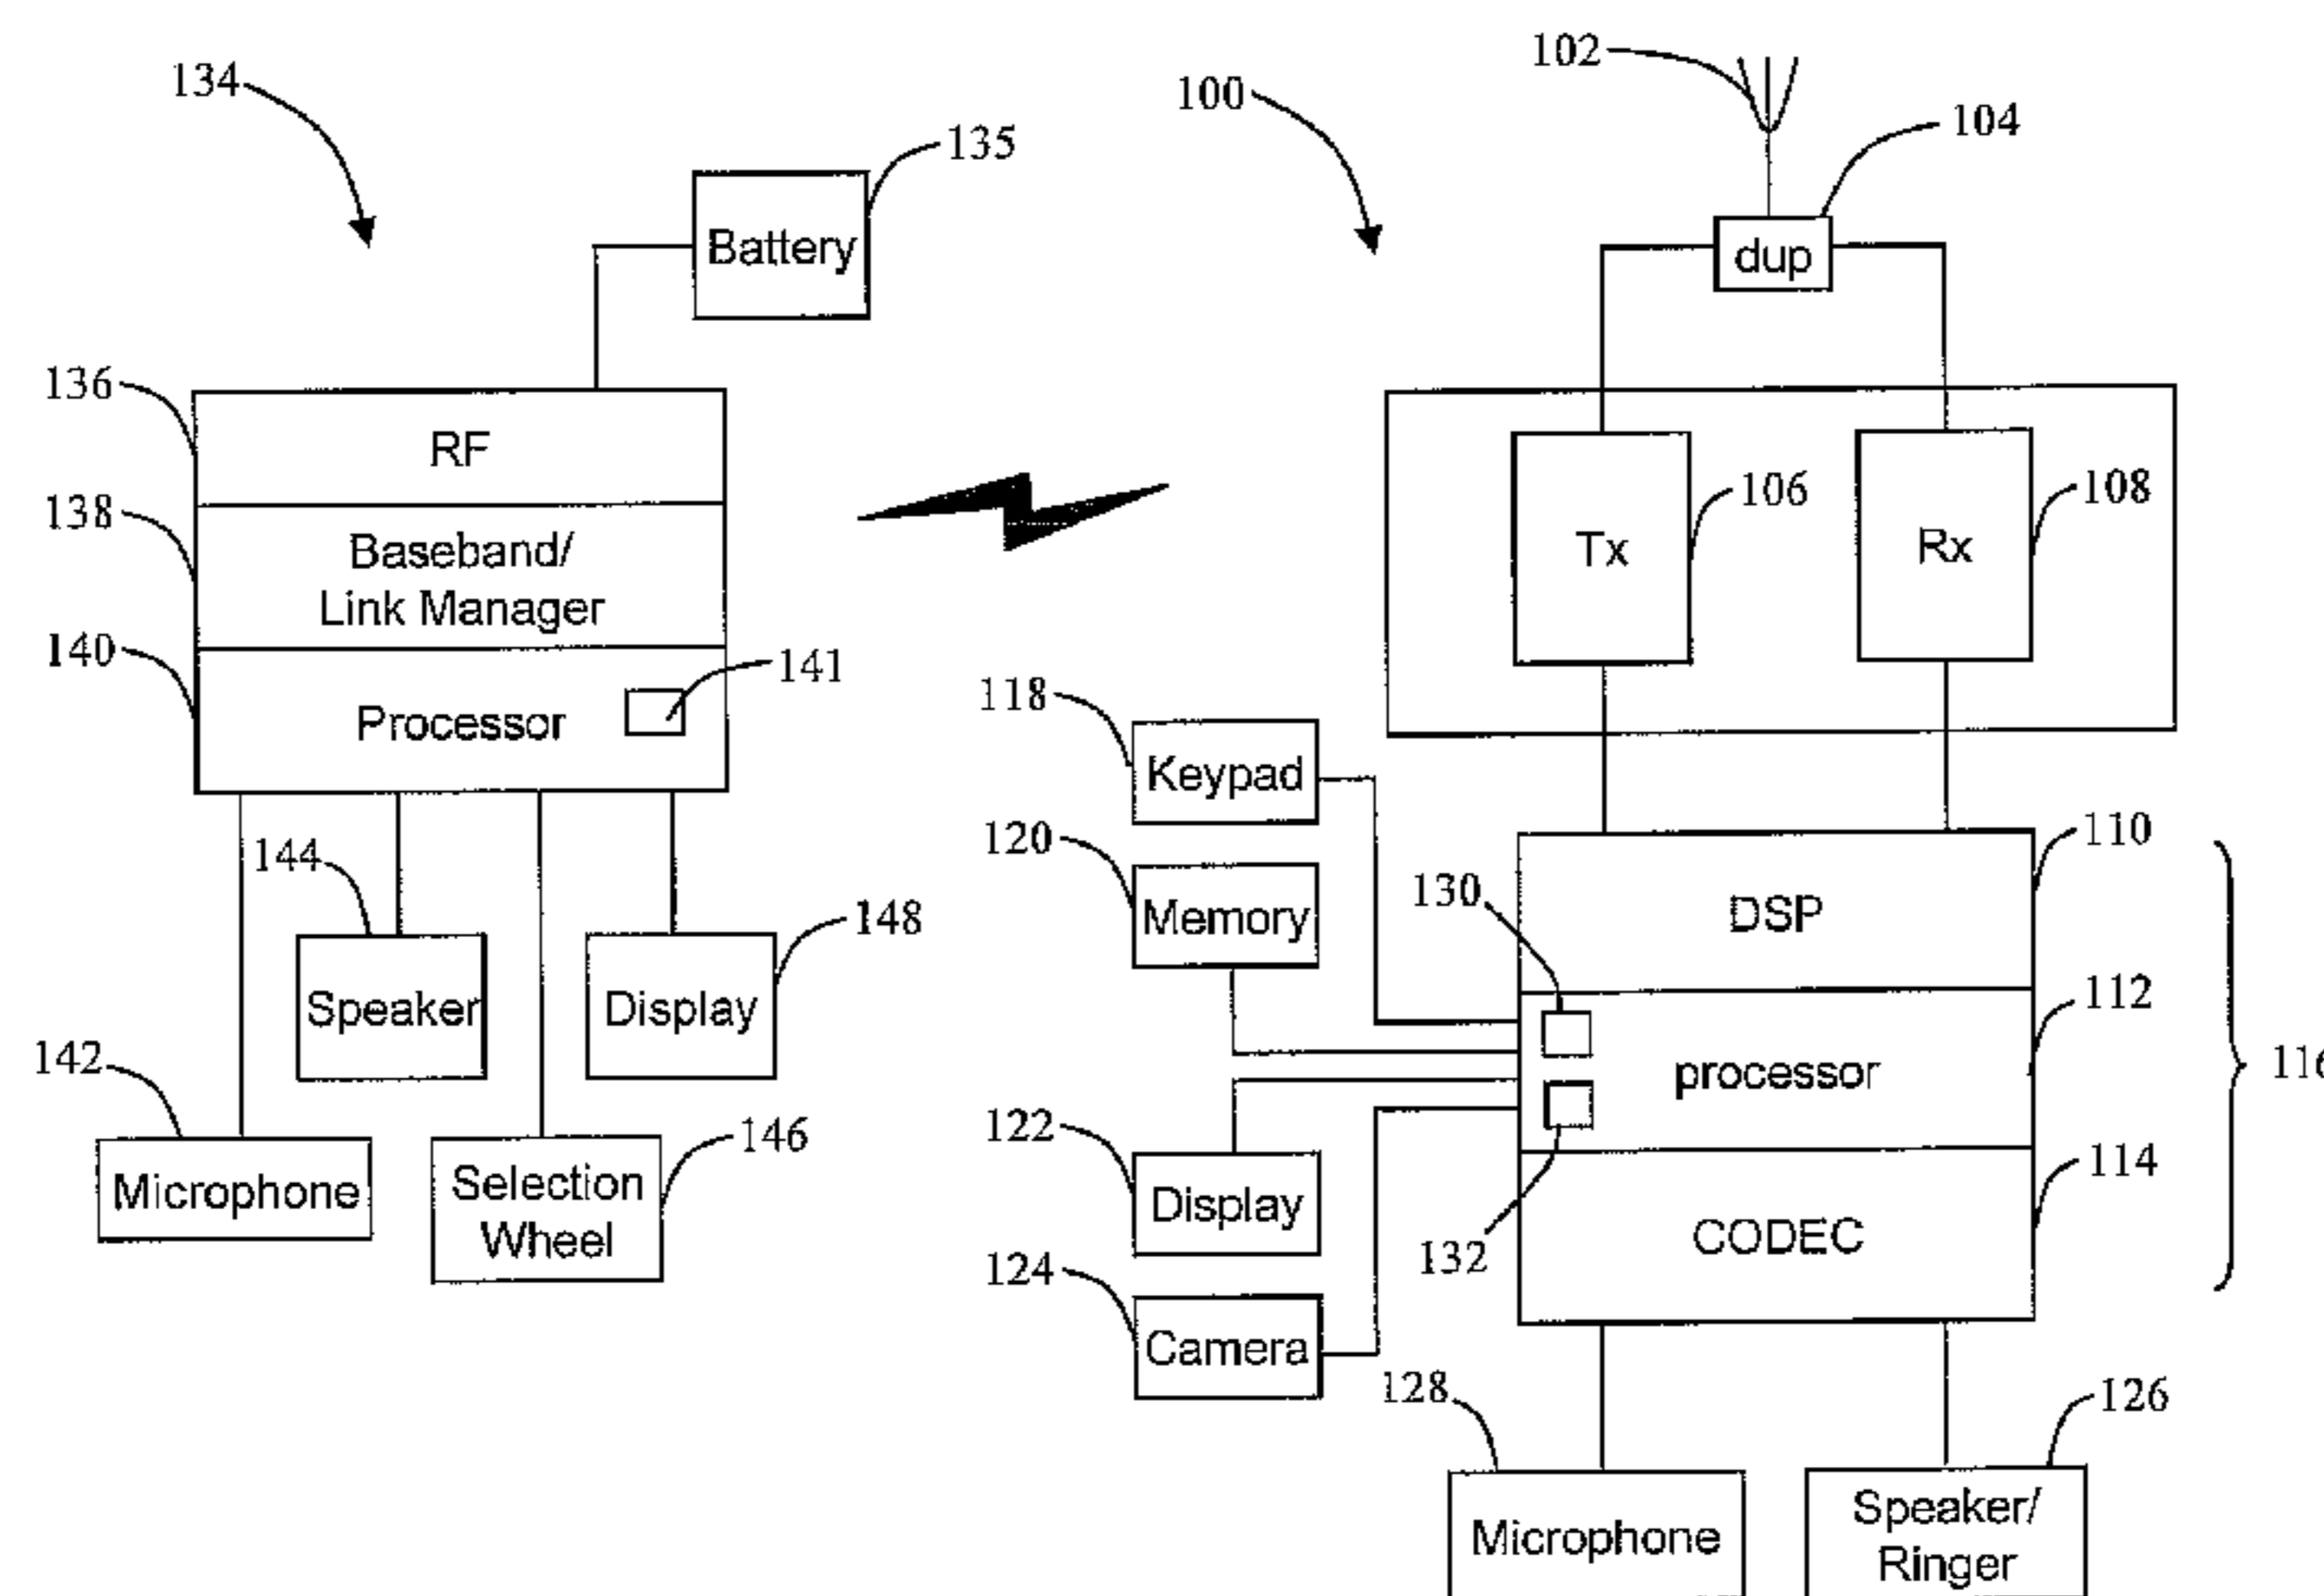 134
135
Battery
136
RF
138
Baseband/
Link Manager
140
Processor
141
144
Speaker
148
Display
142
Microphone
146
Selection
Wheel
100
102
104
dup
Tx
106
Rx
108
118
Keypad
120
Memory
122
Display
124
Camera
110
DSP
130
112
processor
132
114
CODEC
116
128
Microphone
126
Speaker/
Ringer